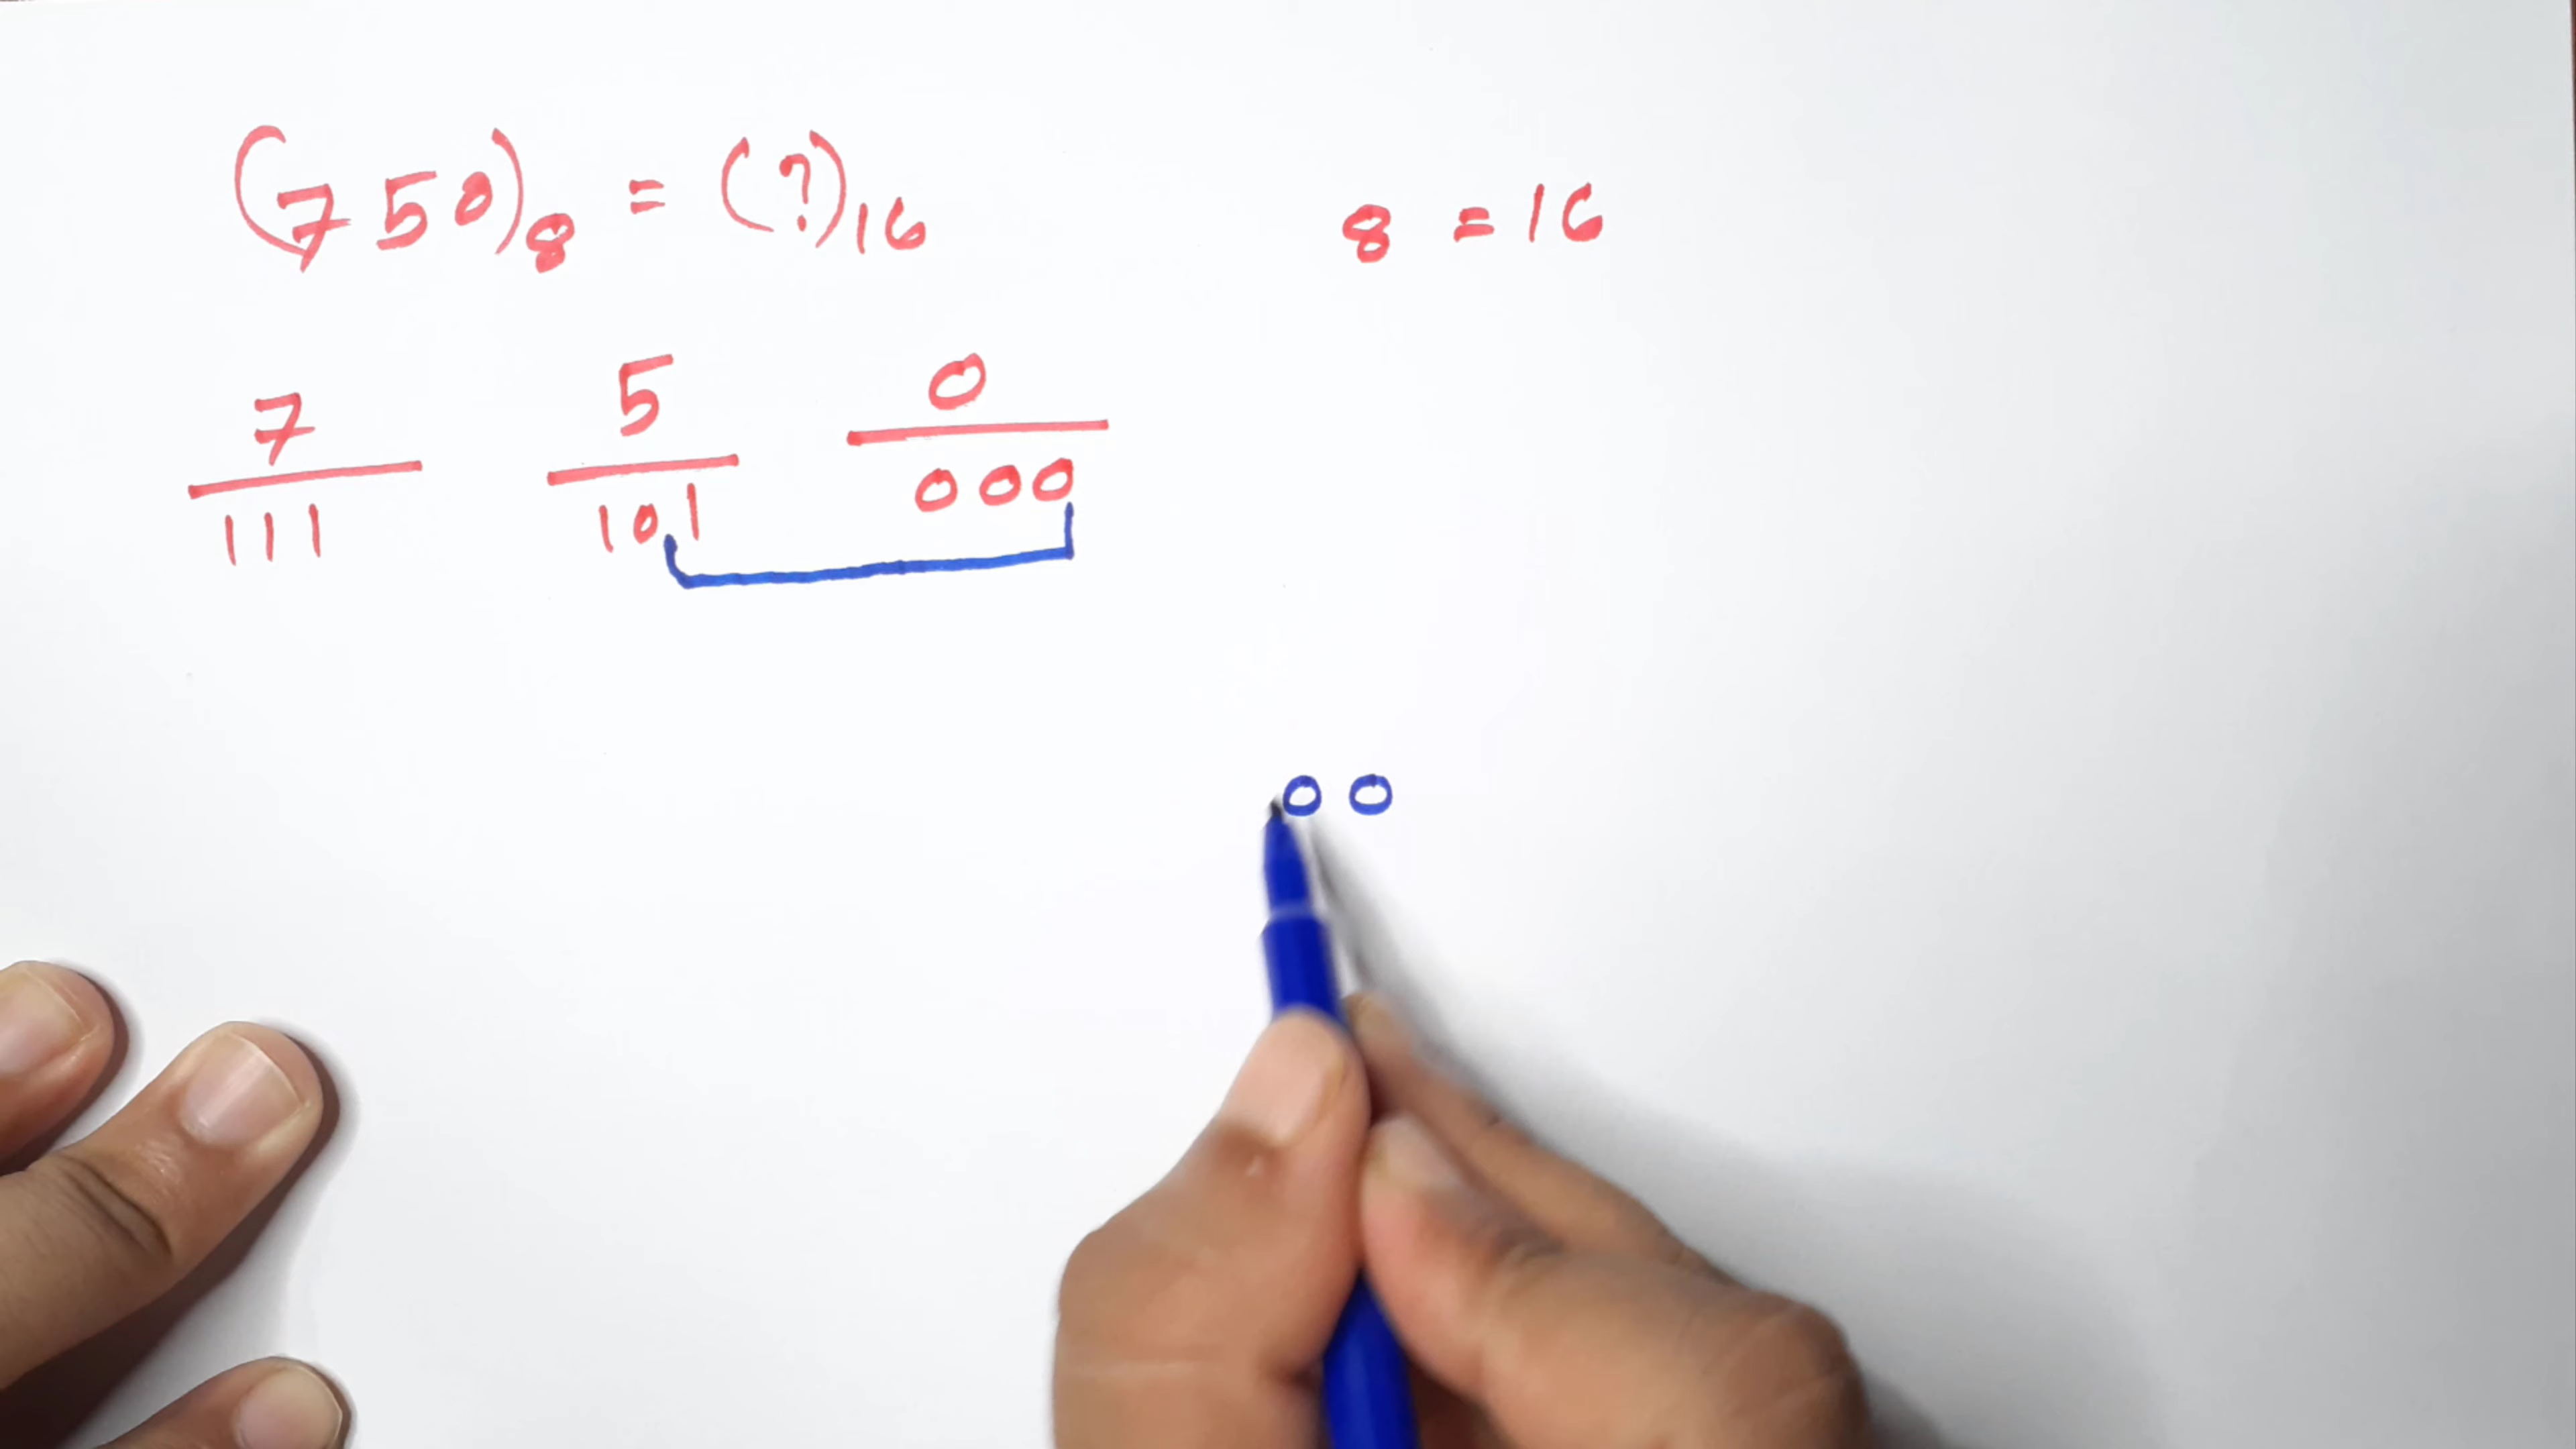 (750)8 = (?)16 8 = 16
7 5 0
111 101 000
0 0